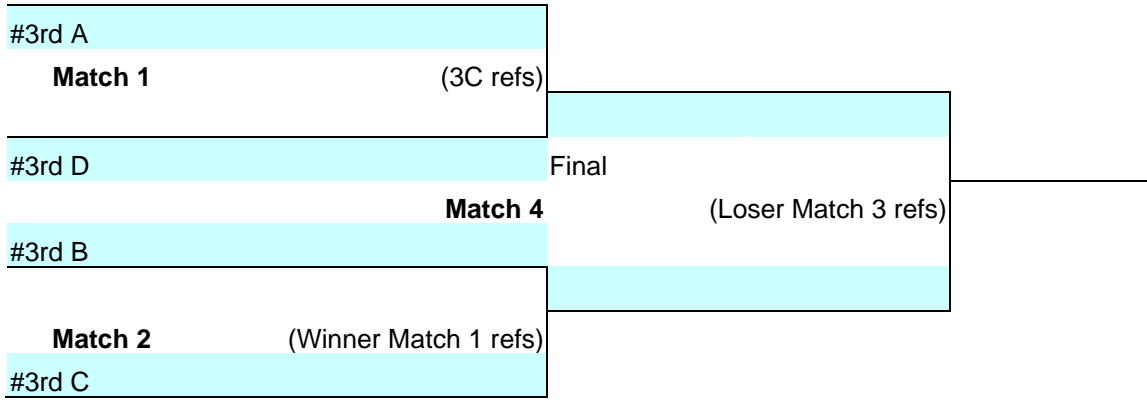 #3rd A
Match 1 (3C refs)
#3rd D Final
Match 4 (Loser Match 3 refs)
#3rd B
Match 2 (Winner Match 1 refs)
#3rd C